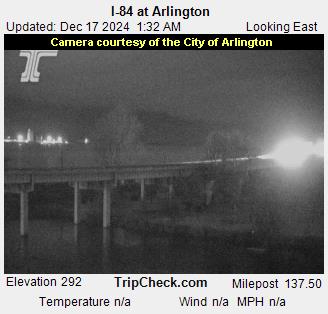 I-84 at Arlington
Updated: Dec 17 2024 1:32 AM Looking East
Camera courtesy of the City of Arlington
Elevation 292 TripCheck.com Milepost 137.50
Temperature n/a Wind n/a MPH n/a